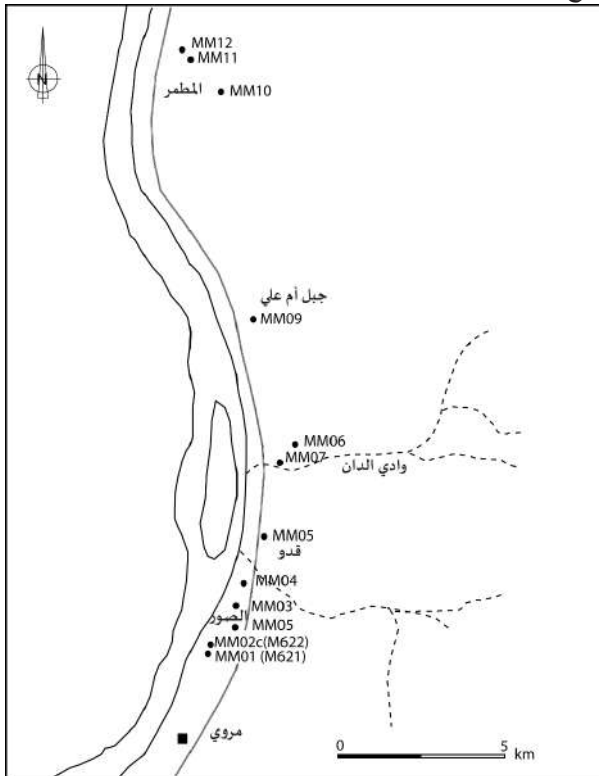 MM12
N
MM11
المطمر
MM10
جبل أم علي
MM09
MM06
MM07
وادي الدان
MM05
قدو
MM04
MM03
الصور
MM05
MM02c(M622)
MM01 (M621)
مروي
0 5
km